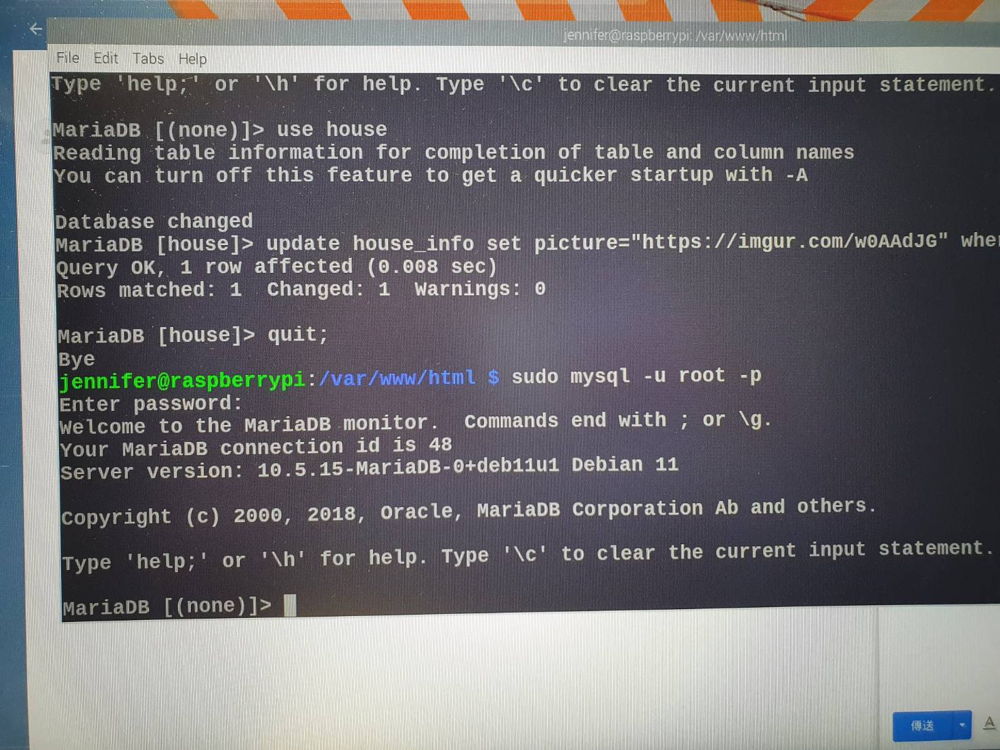 jennifer@raspberrypi: /var/www/html
File Edit Tabs Help
Type 'help;' or '\h' for help. Type '\c' to clear the current input statement.
MariaDB [(none)]> use house
Reading table information for completion of table and column names
You can turn off this feature to get a quicker startup with -A
Database changed
MariaDB [house]> update house_info set picture="https://imgur.com/w0AAdJG" whe
Query OK, 1 row affected (0.008 sec)
Rows matched: 1  Changed: 1  Warnings: 0
MariaDB [house]> quit;
Bye
jennifer@raspberrypi:/var/www/html $ sudo mysql -u root -p
Enter password:
Welcome to the MariaDB monitor.  Commands end with ; or \g.
Your MariaDB connection id is 48
Server version: 10.5.15-MariaDB-0+deb11u1 Debian 11
Copyright (c) 2000, 2018, Oracle, MariaDB Corporation Ab and others.
Type 'help;' or '\h' for help. Type '\c' to clear the current input statement.
MariaDB [(none)]>
傳送
A